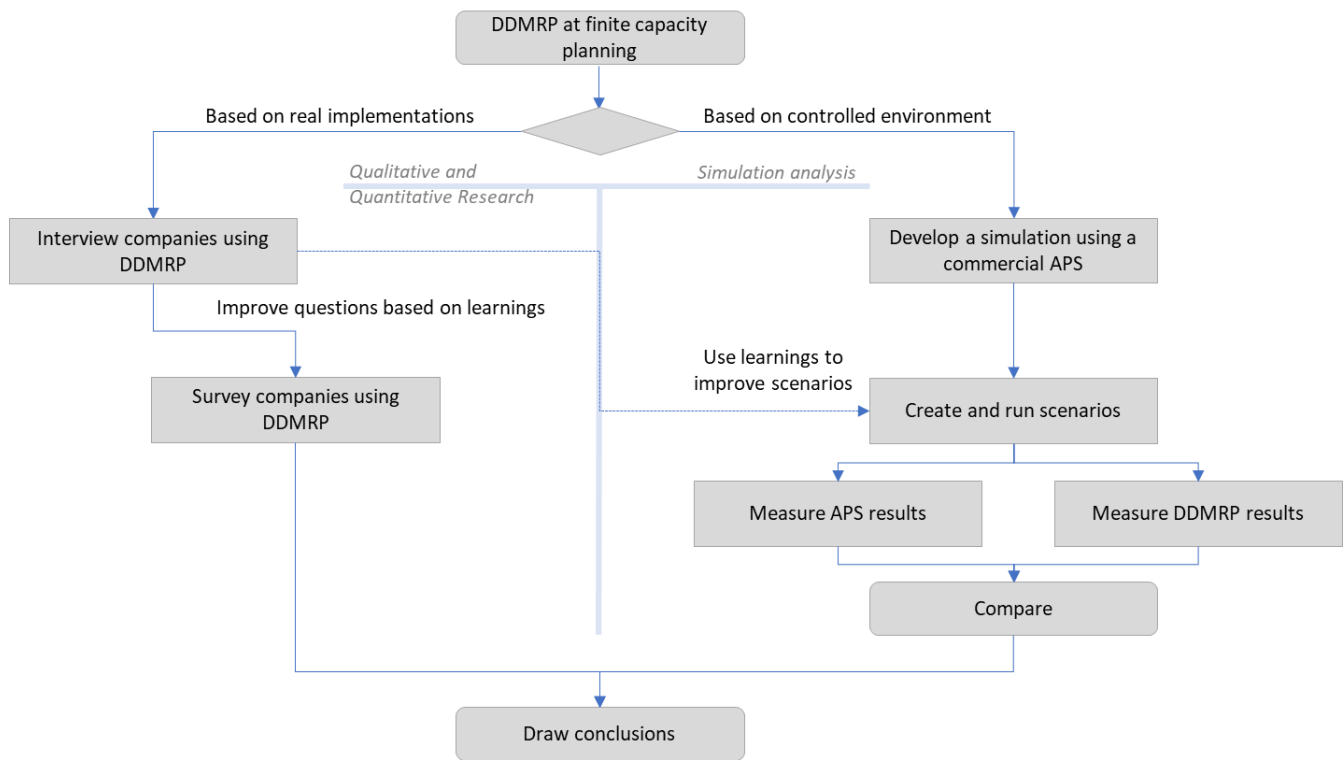 DDMRP at finite capacity
planning
Based on real implementations
Based on controlled environment
Qualitative and
Quantitative Research
Simulation analysis
Interview companies using
DDMRP
Develop a simulation using a
commercial APS
Improve questions based on learnings
Use learnings to
improve scenarios
Survey companies using
DDMRP
Create and run scenarios
Measure APS results
Measure DDMRP results
Compare
Draw conclusions